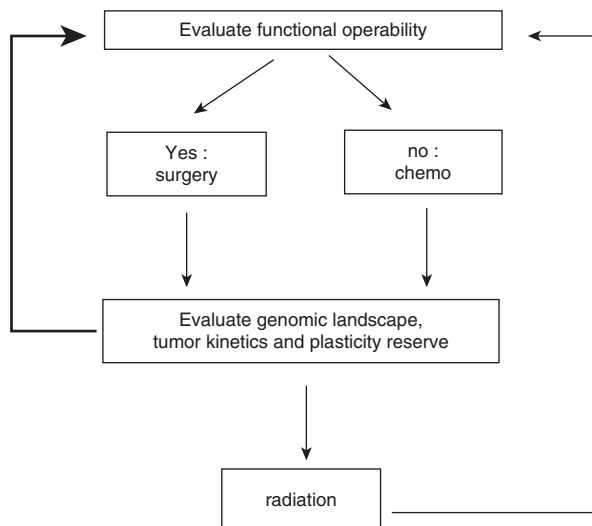 Evaluate functional operability
Yes :
surgery
no :
chemo
Evaluate genomic landscape,
tumor kinetics and plasticity reserve
radiation